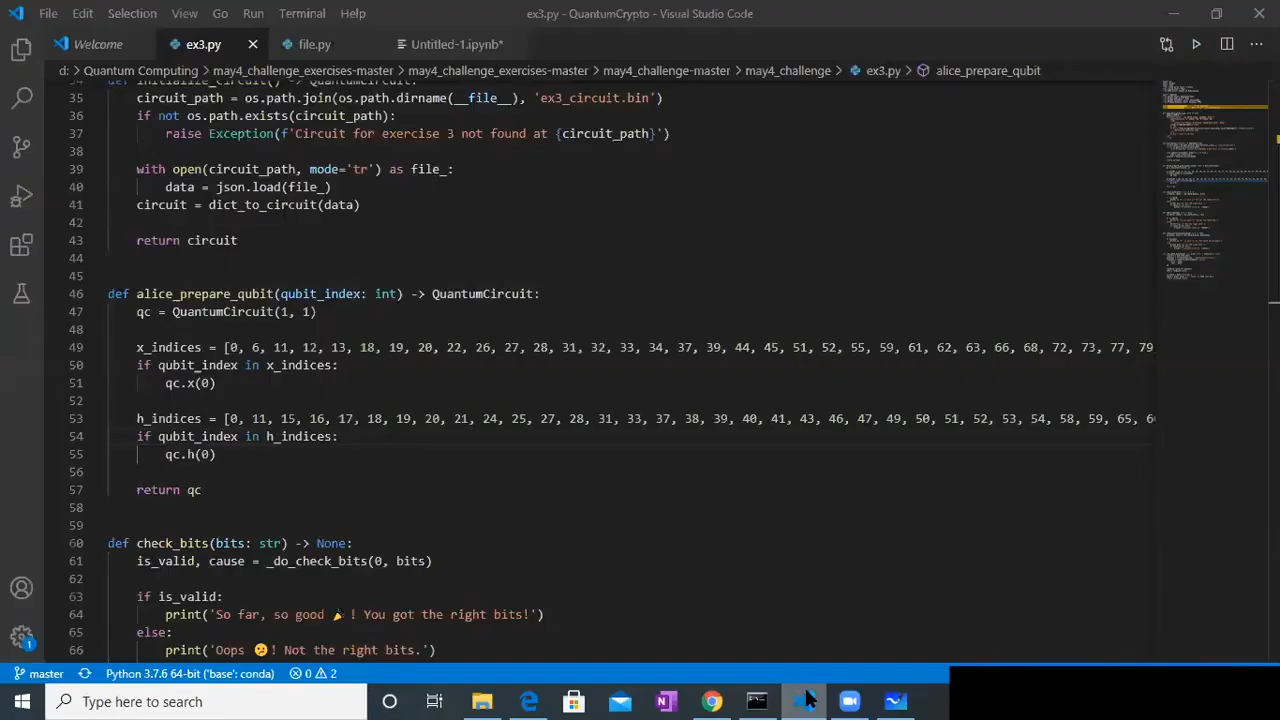 File Edit Selection View Go Run Terminal Help ex3.py - QuantumCrypto - Visual Studio Code
Welcome ex3.py file.py Untitled-1.ipynb*
d: > Quantum Computing > may4_challenge_exercises-master > may4_challenge_exercises-master > may4_challenge-master > may4_challenge > ex3.py > alice_prepare_qubit
34 def initialize_circuit() -> QuantumCircuit:
35 circuit_path = os.path.join(os.path.dirname(__file__), 'ex3_circuit.bin')
36 if not os.path.exists(circuit_path):
37 raise Exception(f'Circuit for exercise 3 not found at {circuit_path}')
38
39 with open(circuit_path, mode='tr') as file_:
40 data = json.load(file_)
41 circuit = dict_to_circuit(data)
42
43 return circuit
44
45
46 def alice_prepare_qubit(qubit_index: int) -> QuantumCircuit:
47 qc = QuantumCircuit(1, 1)
48
49 x_indices = [0, 6, 11, 12, 13, 18, 19, 20, 22, 26, 27, 28, 31, 32, 33, 34, 37, 39, 44, 45, 51, 52, 55, 59, 61, 62, 63, 66, 68, 72, 73, 77, 79
50 if qubit_index in x_indices:
51 qc.x(0)
52
53 h_indices = [0, 11, 15, 16, 17, 18, 19, 20, 21, 24, 25, 27, 28, 31, 33, 37, 38, 39, 40, 41, 43, 46, 47, 49, 50, 51, 52, 53, 54, 58, 59, 65,
54 if qubit_index in h_indices:
55 qc.h(0)
56
57 return qc
58
59
60 def check_bits(bits: str) -> None:
61 is_valid, cause = _do_check_bits(0, bits)
62
63 if is_valid:
64 print('So far, so good 🎉! You got the right bits!')
65 else:
66 print('Oops 😕! Not the right bits.')
master Python 3.7.6 64-bit ('base': conda) 0 2
1
Type here to search